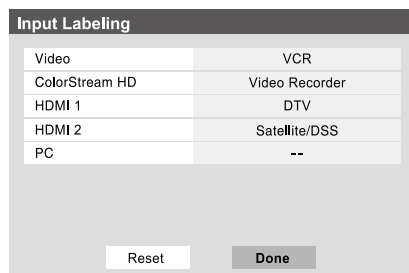 Input Labeling
Video VCR
ColorStream HD Video Recorder
HDMI 1 DTV
HDMI 2 Satellite/DSS
PC --
Reset Done